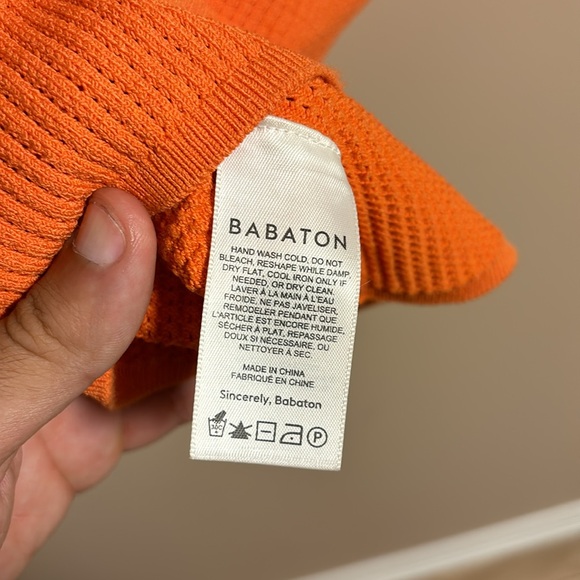 BABATON
HAND WASH COLD, DO NOT
BLEACH, RESHAPE WHILE DAMP,
DRY FLAT, COOL IRON ONLY IF
NEEDED, OR DRY CLEAN.
LAVER À LA MAIN À L'EAU
FROIDE, NE PAS JAVELISER,
REMODELER PENDANT QUE
L'ARTICLE EST ENCORE HUMIDE,
SÉCHER À PLAT, REPASSAGE
DOUX SI NÉCESSAIRE, OU
NETTOYER À SEC.
MADE IN CHINA
FABRIQUÉ EN CHINE
Sincerely, Babaton
30C P